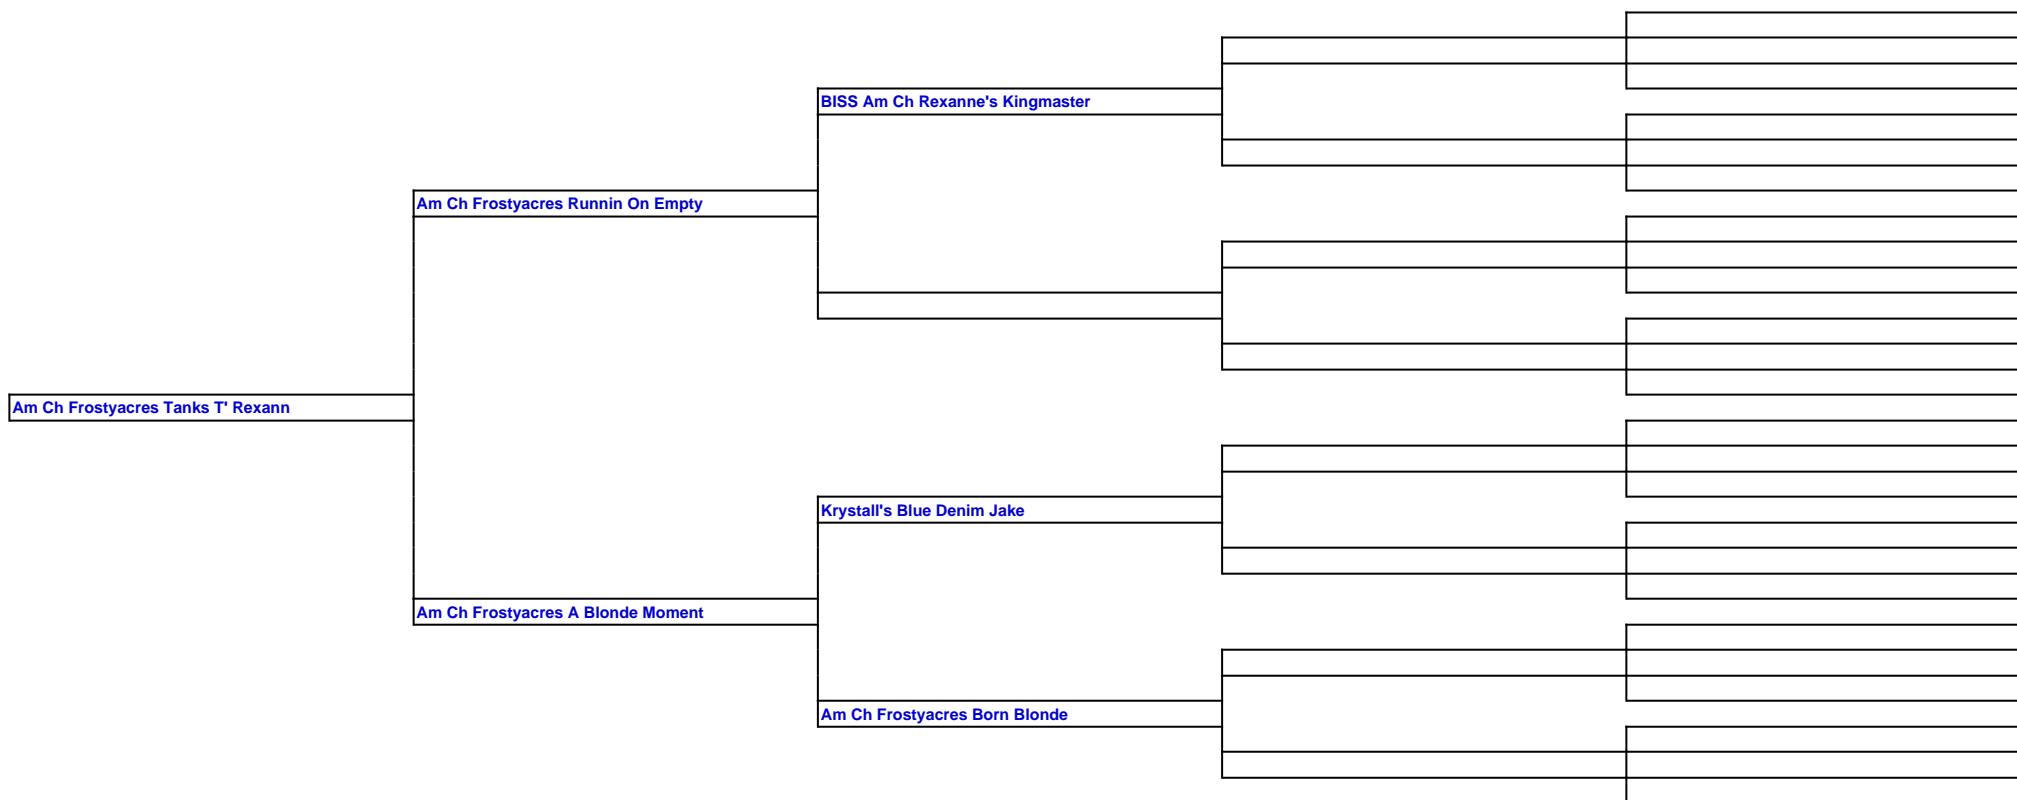 BISS Am Ch Rexanne's Kingmaster
Am Ch Frostyacres Runnin On Empty
Am Ch Frostyacres Tanks T' Rexann
Krystall's Blue Denim Jake
Am Ch Frostyacres A Blonde Moment
Am Ch Frostyacres Born Blonde